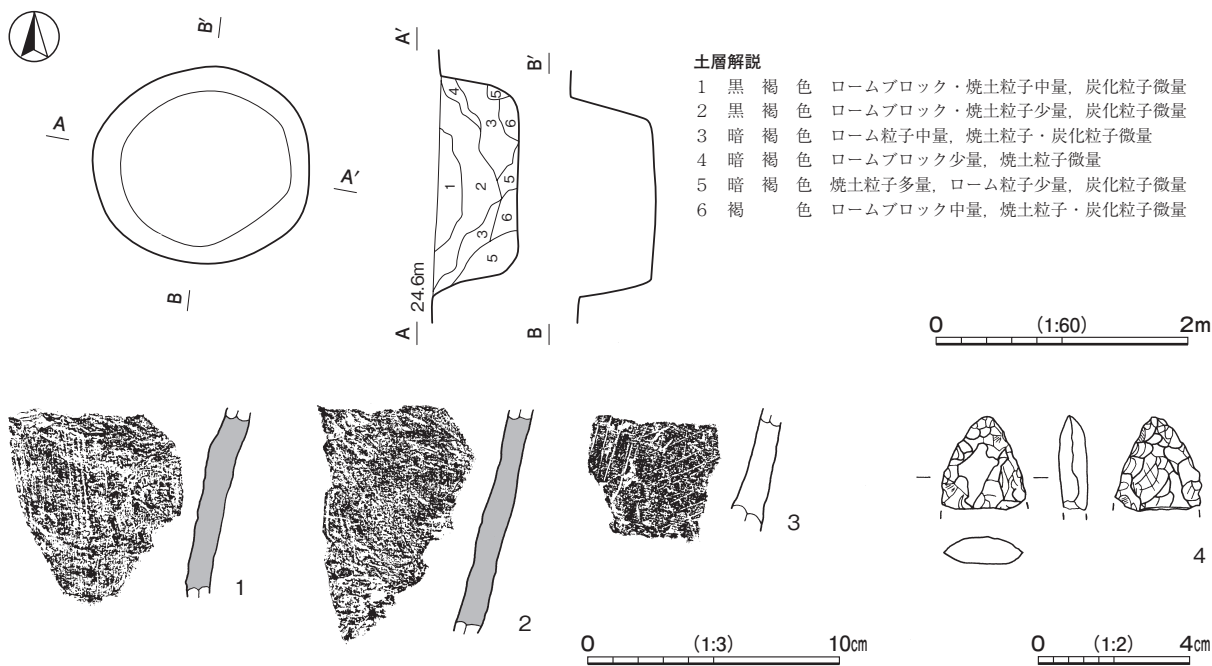 B′
A
A′
B
A′
4
5
3
6
1
2
5
6
3
5
24.6m
A
B′
B
土層解説
1 黒褐色 ロームブロック・焼土粒子中量，炭化粒子微量
2 黒褐色 ロームブロック・焼土粒子少量，炭化粒子微量
3 暗褐色 ローム粒子中量，焼土粒子・炭化粒子微量
4 暗褐色 ロームブロック少量，焼土粒子微量
5 暗褐色 焼土粒子多量，ローム粒子少量，炭化粒子微量
6 褐色 ロームブロック中量，焼土粒子・炭化粒子微量
0 (1:60) 2m
1
2
3
4
0 (1:3) 10㎝
0 (1:2) 4㎝